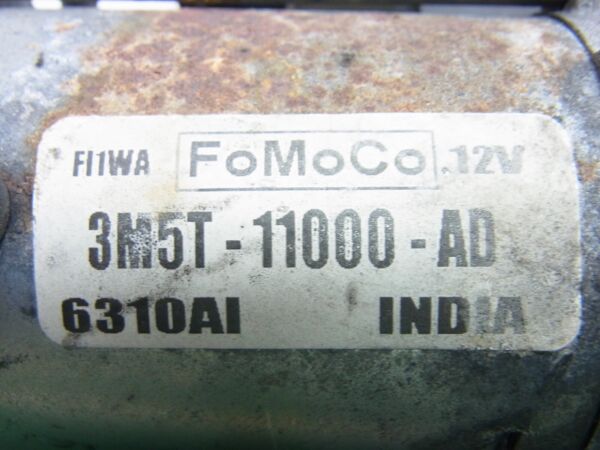 FI1WA FoMoCo .12V
3M5T-11000-AD
6310AI INDIA